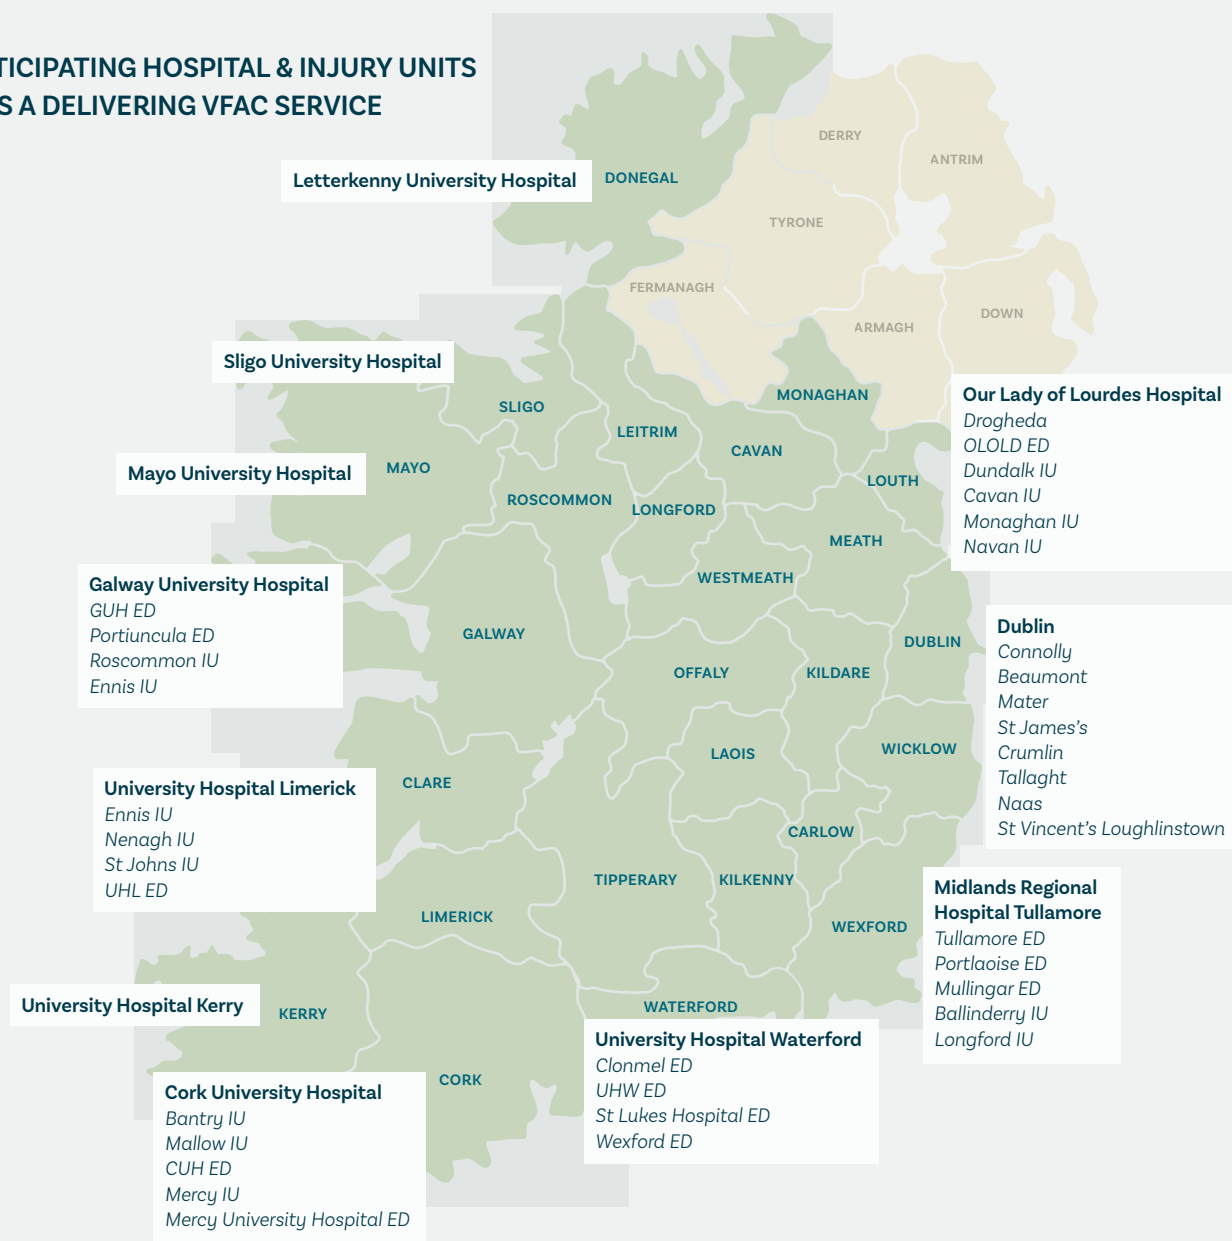 TICIPATING HOSPITAL & INJURY UNITS
S A DELIVERING VFAC SERVICE
DERRY
ANTRIM
Letterkenny University Hospital
DONEGAL
TYRONE
FERMANAGH
DOWN
ARMAGH
Sligo University Hospital
MONAGHAN
SLIGO
LEITRIM
CAVAN
Our Lady of Lourdes Hospital
Drogheda
OLOLD ED
Dundalk IU
Cavan IU
Monaghan IU
Navan IU
Mayo University Hospital
MAYO
LOUTH
ROSCOMMON
LONGFORD
MEATH
WESTMEATH
Galway University Hospital
GUH ED
Portiuncula ED
Roscommon IU
Ennis IU
GALWAY
DUBLIN
OFFALY
KILDARE
Dublin
Connolly
Beaumont
Mater
St James's
Crumlin
Tallaght
Naas
St Vincent's Loughlinstown
LAOIS
WICKLOW
CLARE
University Hospital Limerick
Ennis IU
Nenagh IU
St Johns IU
UHL ED
CARLOW
TIPPERARY
KILKENNY
LIMERICK
WEXFORD
Midlands Regional
Hospital Tullamore
Tullamore ED
Portlaoise ED
Mullingar ED
Ballinderry IU
Longford IU
University Hospital Kerry
KERRY
WATERFORD
University Hospital Waterford
Clonmel ED
UHW ED
St Lukes Hospital ED
Wexford ED
CORK
Cork University Hospital
Bantry IU
Mallow IU
CUH ED
Mercy IU
Mercy University Hospital ED